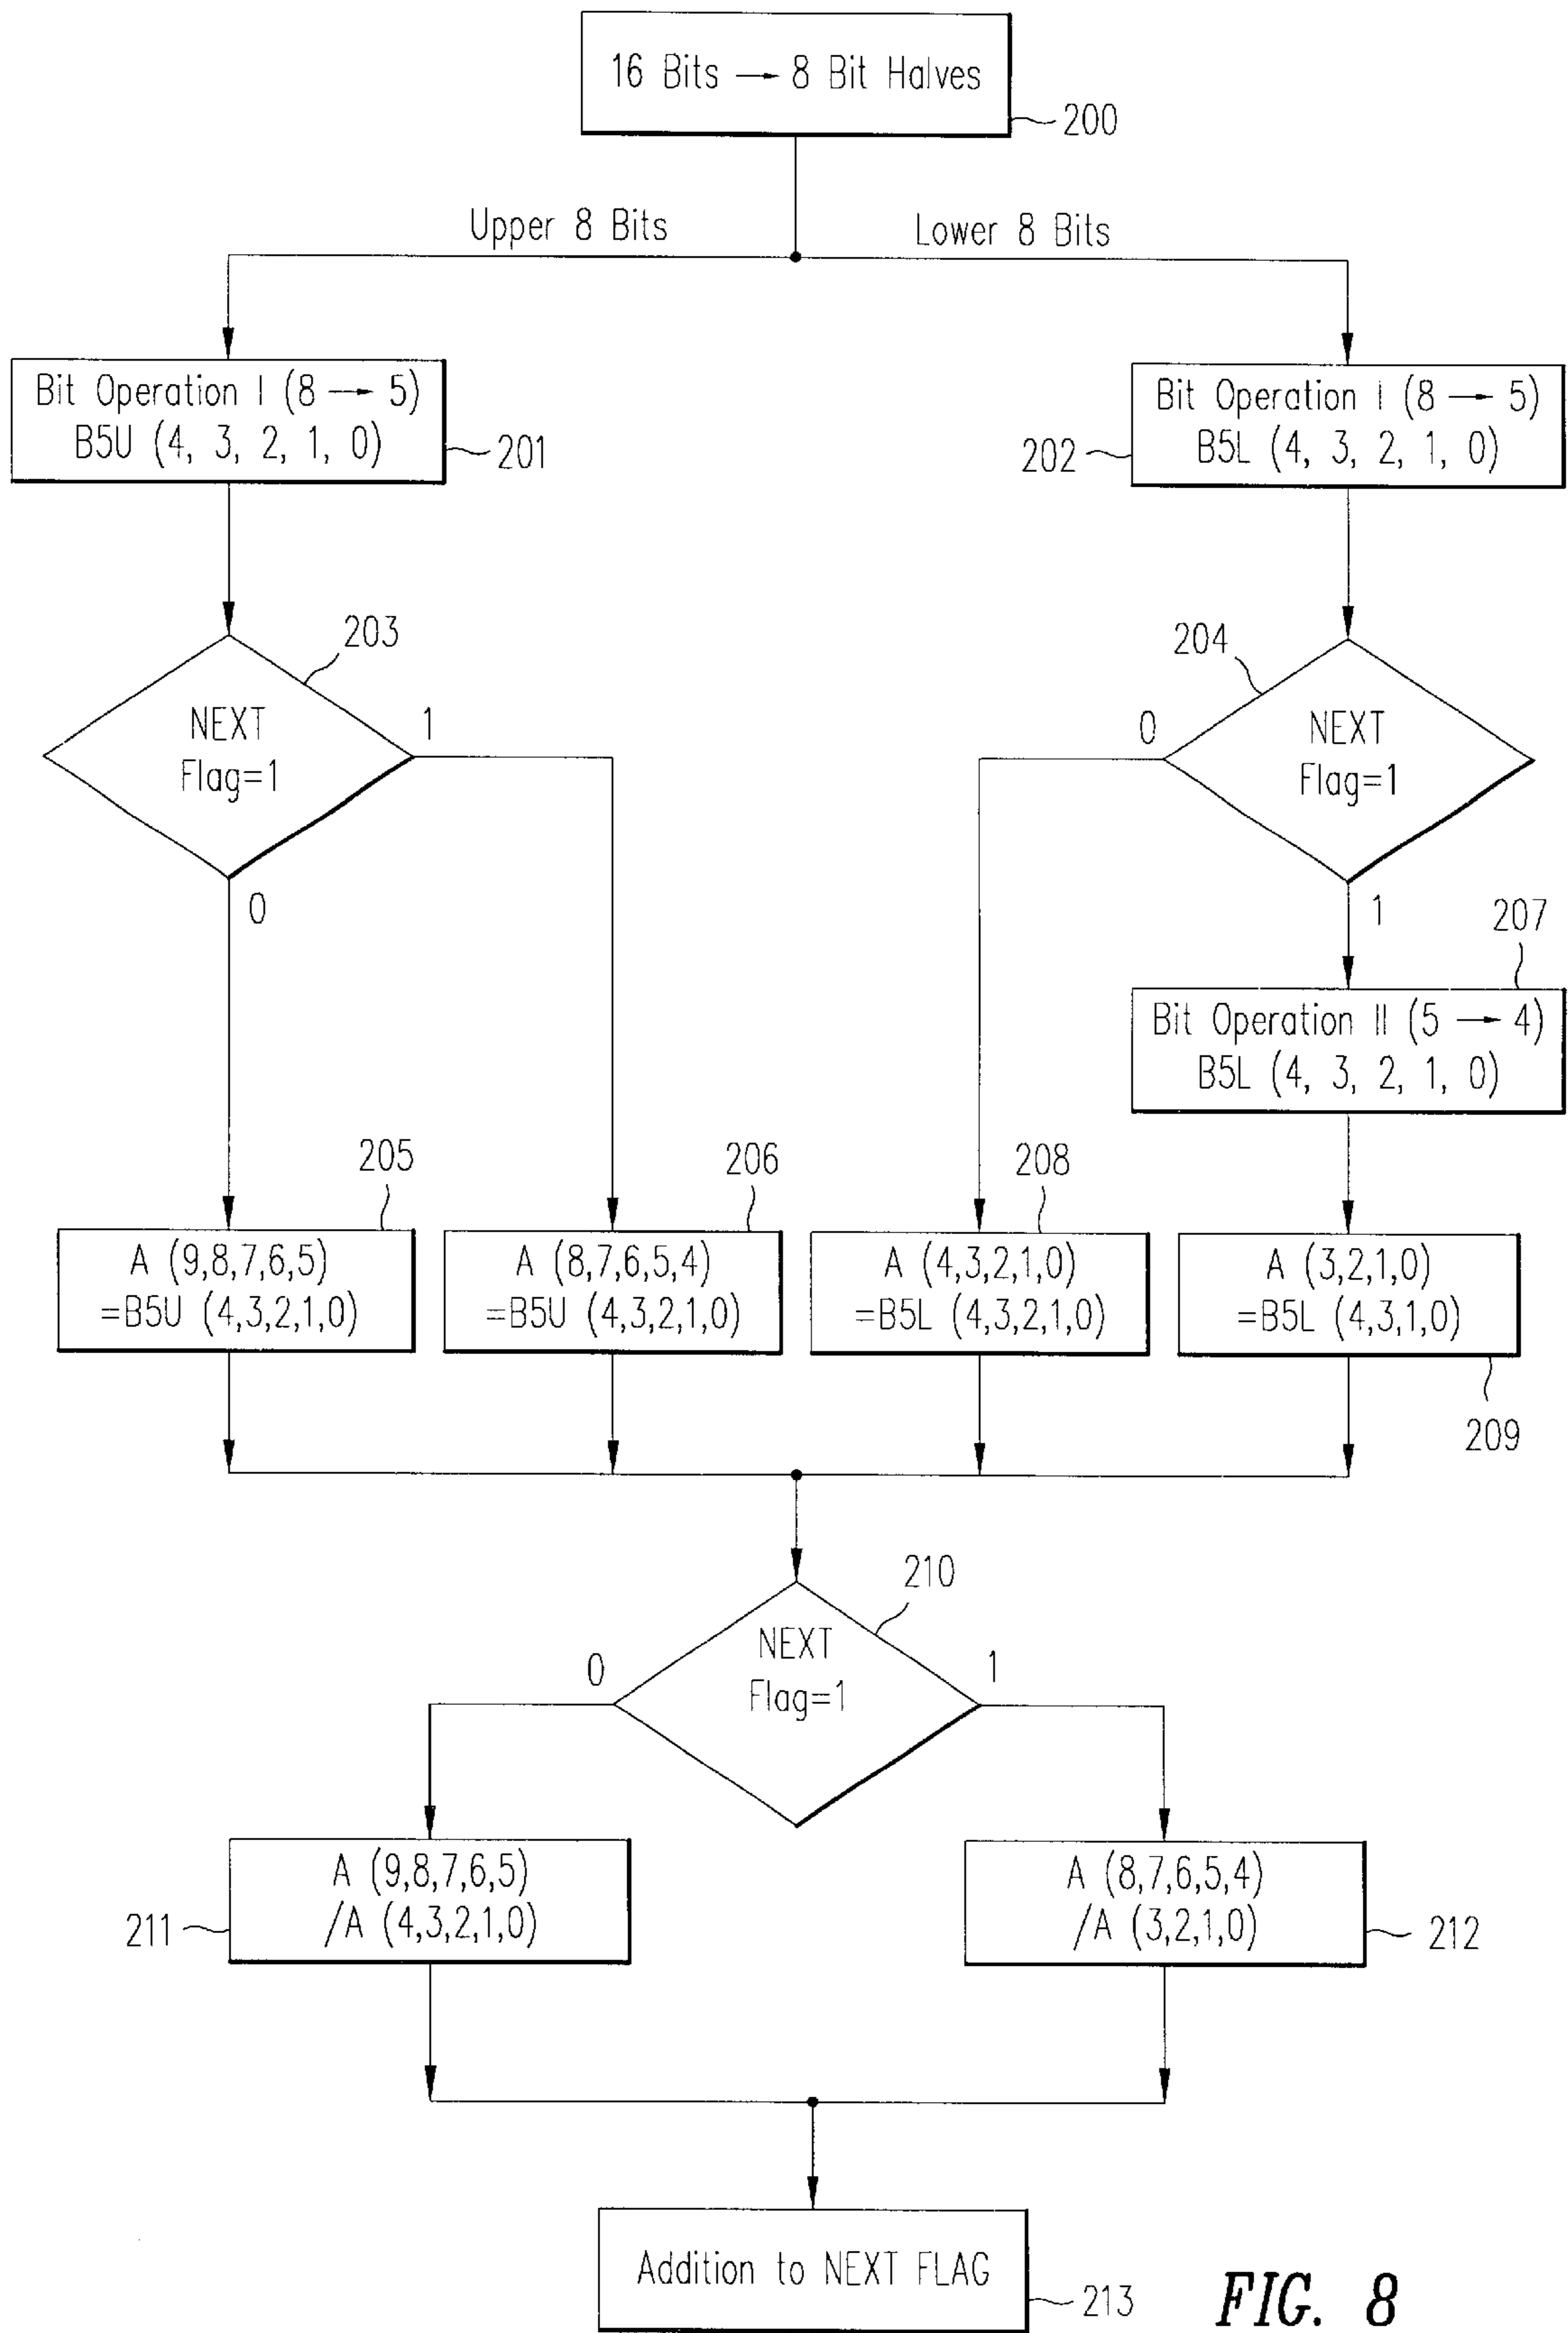 16 Bits → 8 Bit Halves
200
Upper 8 Bits
Lower 8 Bits
Bit Operation I (8 → 5)
B5U (4, 3, 2, 1, 0)
201
Bit Operation I (8 → 5)
B5L (4, 3, 2, 1, 0)
202
203
NEXT
Flag=1
1
0
204
NEXT
Flag=1
0
1
207
Bit Operation II (5 → 4)
B5L (4, 3, 2, 1, 0)
205
A (9,8,7,6,5)
=B5U (4,3,2,1,0)
206
A (8,7,6,5,4)
=B5U (4,3,2,1,0)
208
A (4,3,2,1,0)
=B5L (4,3,2,1,0)
A (3,2,1,0)
=B5L (4,3,1,0)
209
210
NEXT
Flag=1
0
1
A (9,8,7,6,5)
/A (4,3,2,1,0)
211
A (8,7,6,5,4)
/A (3,2,1,0)
212
Addition to NEXT FLAG
213
FIG. 8